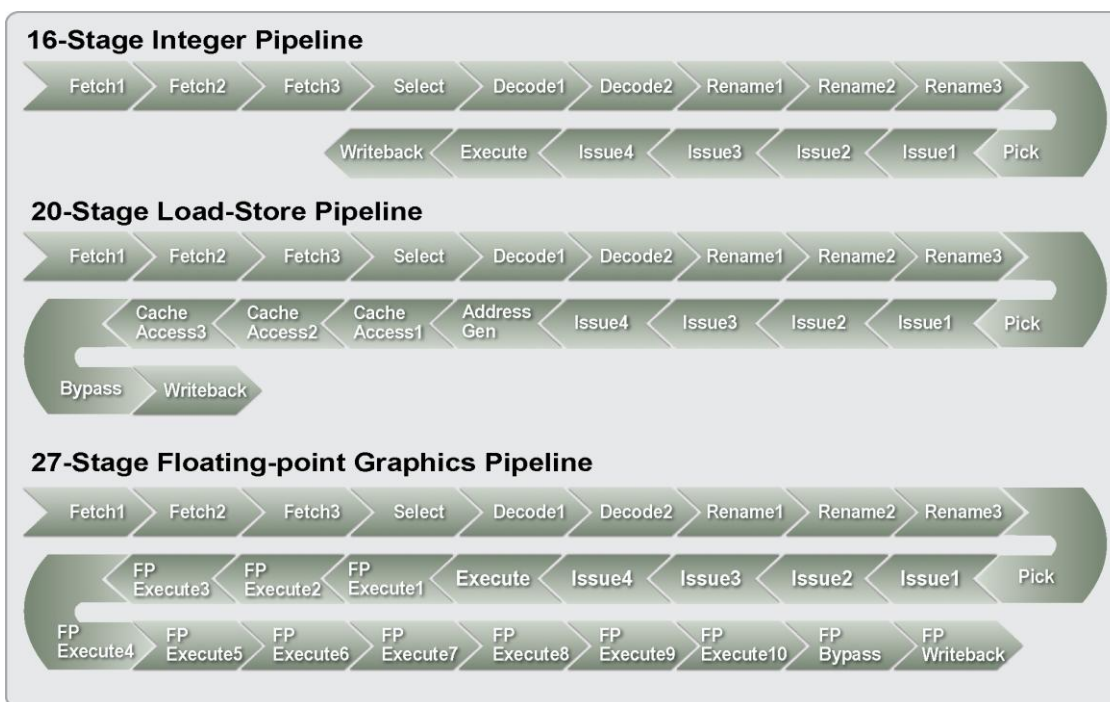 16-Stage Integer Pipeline
Fetch1 Fetch2 Fetch3 Select Decode1 Decode2 Rename1 Rename2 Rename3
Writeback Execute Issue4 Issue3 Issue2 Issue1 Pick
20-Stage Load-Store Pipeline
Fetch1 Fetch2 Fetch3 Select Decode1 Decode2 Rename1 Rename2 Rename3
Cache Access3 Cache Access2 Cache Access1 Address Gen Issue4 Issue3 Issue2 Issue1 Pick
Bypass Writeback
27-Stage Floating-point Graphics Pipeline
Fetch1 Fetch2 Fetch3 Select Decode1 Decode2 Rename1 Rename2 Rename3
FP Execute3 FP Execute2 FP Execute1 Execute Issue4 Issue3 Issue2 Issue1 Pick
FP Execute4 FP Execute5 FP Execute6 FP Execute7 FP Execute8 FP Execute9 FP Execute10 FP Bypass FP Writeback